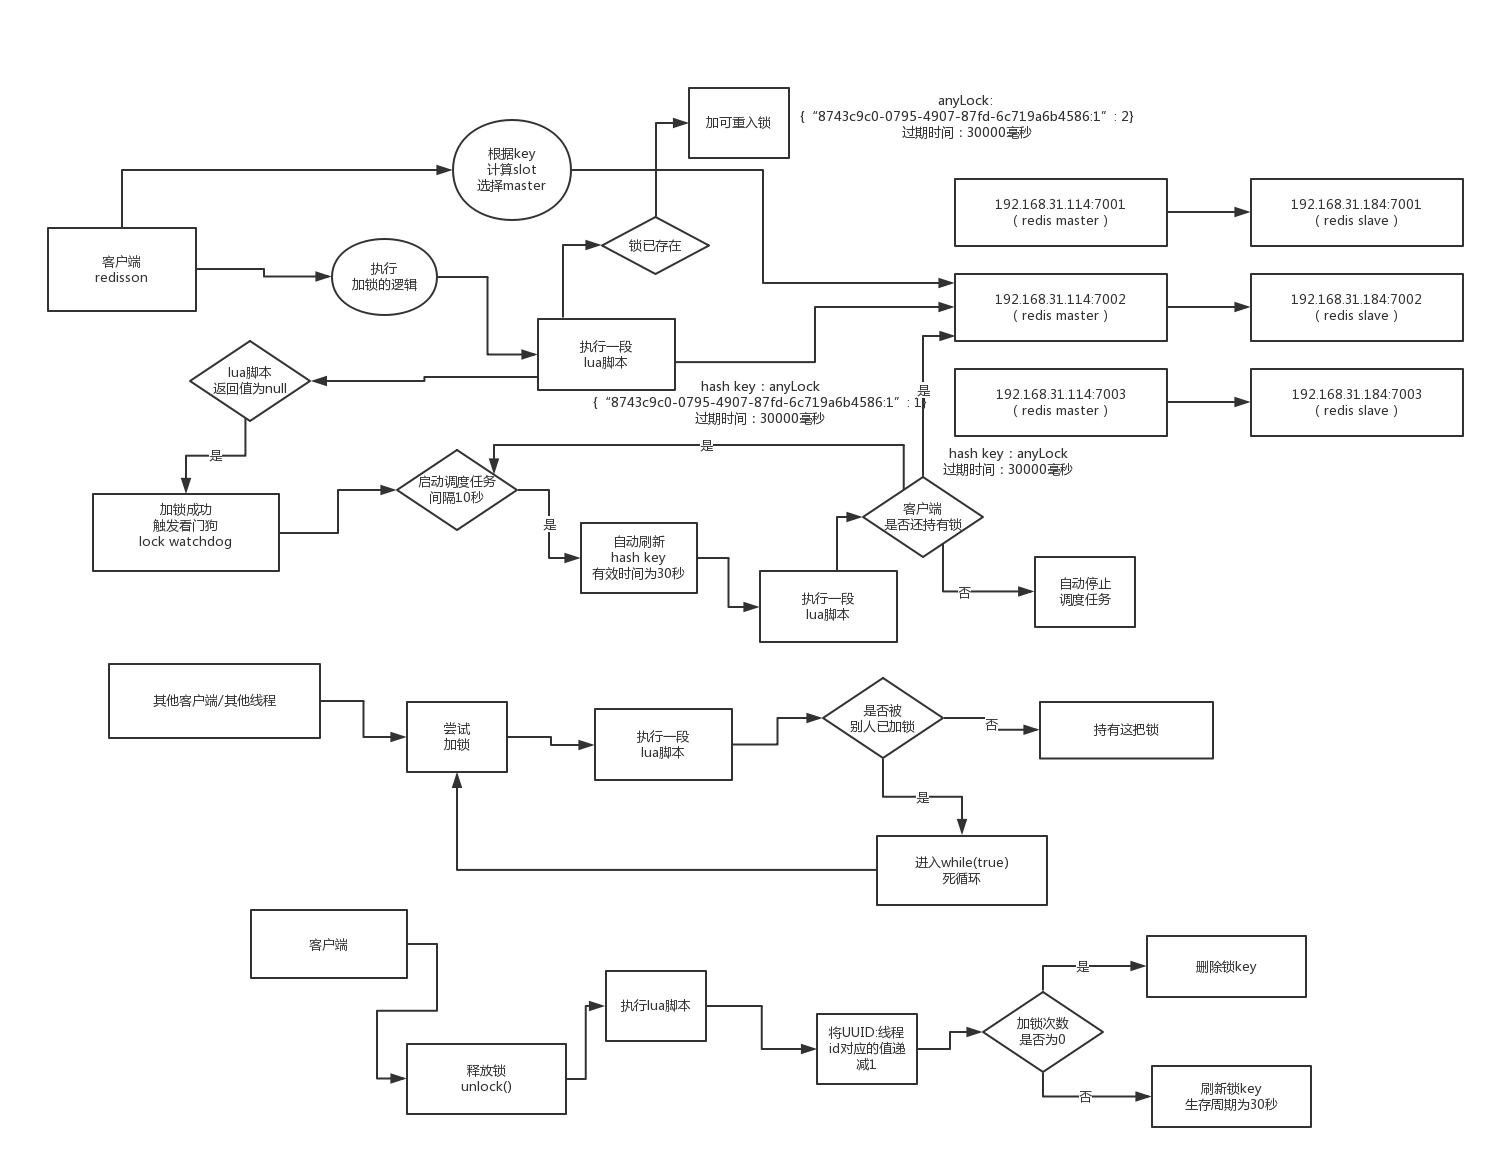 加可重入锁
anyLock:
{“8743c9c0-0795-4907-87fd-6c719a6b4586:1”: 2}
过期时间：30000毫秒
根据key
计算slot
选择master
客户端
redisson
执行
加锁的逻辑
锁已存在
192.168.31.114:7001
（redis master）
192.168.31.184:7001
（redis slave）
192.168.31.114:7002
（redis master）
192.168.31.184:7002
（redis slave）
192.168.31.114:7003
（redis master）
192.168.31.184:7003
（redis slave）
执行一段
lua脚本
hash key：anyLock
{“8743c9c0-0795-4907-87fd-6c719a6b4586:1”: 1}
过期时间：30000毫秒
lua脚本
返回值为null
是
加锁成功
触发看门狗
lock watchdog
启动调度任务
间隔10秒
是
是
自动刷新
hash key
有效时间为30秒
执行一段
lua脚本
是
hash key：anyLock
过期时间：30000毫秒
客户端
是否还持有锁
否
自动停止
调度任务
其他客户端/其他线程
尝试
加锁
执行一段
lua脚本
是否被
别人已加锁
否
持有这把锁
是
进入while(true)
死循环
客户端
释放锁
unlock()
执行lua脚本
将UUID:线程
id对应的值递
减1
加锁次数
是否为0
是
删除锁key
否
刷新锁key
生存周期为30秒